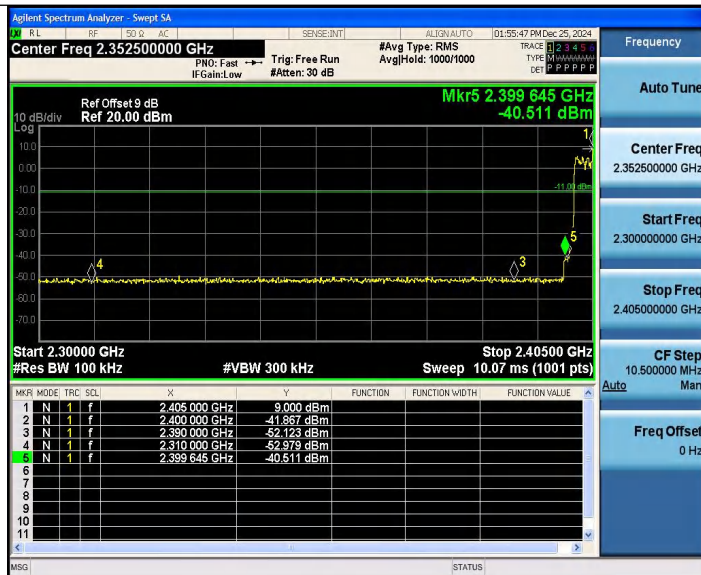 Agilent Spectrum Analyzer - Swept SA
RL RF 50 Ω AC SENSE:INT ALIGNAUTO 01:55:47 PM Dec 25, 2024
Center Freq 2.352500000 GHz
PNO: Fast
IFGain:Low
Trig: Free Run
#Atten: 30 dB
#Avg Type: RMS
Avg|Hold: 1000/1000
TRACE 1 2 3 4 5 6
TYPE M
DET P P P P P P
Ref Offset 9 dB
Ref 20.00 dBm
10 dB/div
Log
Mkr5 2.399 645 GHz
-40.511 dBm
10.0
0.00
-10.0
-20.0
-30.0
-40.0
-50.0
-60.0
-70.0
-11.00 dBm
1
5
4
3
Start 2.30000 GHz Stop 2.40500 GHz
#Res BW 100 kHz #VBW 300 kHz Sweep 10.07 ms (1001 pts)
MKR MODE TRC SCL X Y FUNCTION FUNCTION WIDTH FUNCTION VALUE
1 N 1 f 2.405 000 GHz 9.000 dBm
2 N 1 f 2.400 000 GHz -41.867 dBm
3 N 1 f 2.390 000 GHz -52.123 dBm
4 N 1 f 2.310 000 GHz -52.979 dBm
5 N 1 f 2.399 645 GHz -40.511 dBm
6
7
8
9
10
11
MSG STATUS
Frequency
Auto Tune
Center Freq
2.352500000 GHz
Start Freq
2.300000000 GHz
Stop Freq
2.405000000 GHz
CF Step
10.500000 MHz
Auto Man
Freq Offset
0 Hz